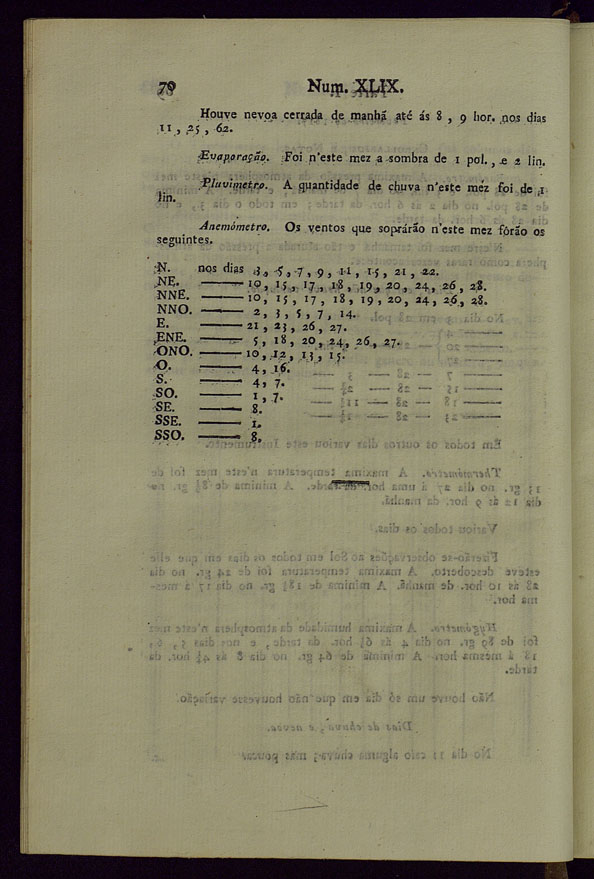 70 Num. XLIX.
Houve nevoa cerrada de manhã até ás 8 , 9 hor. nos dias
11 , 25 , 62.
Evaporação. Foi n'este mez a sombra de 1 pol. , e 2 lin.
Pluvimetro. A quantidade de chuva n'este mez foi de 1
lin.
Anemómetro. Os ventos que soprárão n'este mez fôrão os
seguintes.
N. nos dias 3, 5, 7, 9, 11, 15, 21, 22.
NE. —— 10, 15, 17, 18, 19, 20, 24, 26, 28.
NNE. —— 10, 15, 17, 18, 19, 20, 24, 26, 28.
NNO. —— 2, 3, 5, 7, 14.
E. —— 21, 23, 26, 27.
ENE. —— 5, 18, 20, 24, 26, 27.
ONO. —— 10, 12, 13, 15.
O. —— 4, 16.
S. —— 4, 7.
SO. —— 1, 7.
SE. —— 8.
SSE. —— 1.
SSO. —— 8.